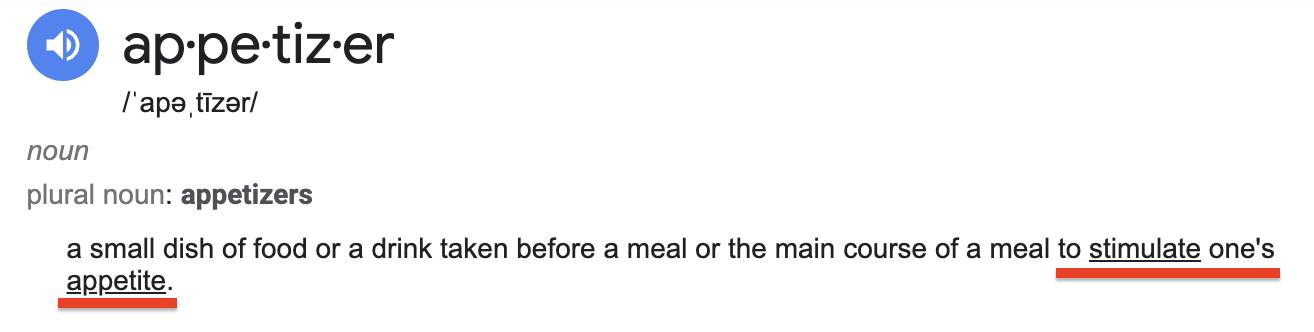 ap·pe·tiz·er
/ˈapəˌtīzər/
noun
plural noun: appetizers
a small dish of food or a drink taken before a meal or the main course of a meal to stimulate one's
appetite.